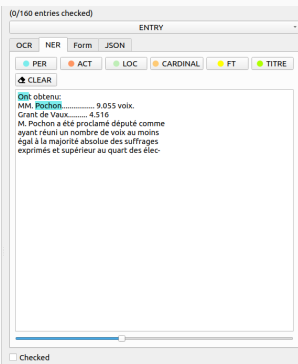 (0/160 entries checked)
ENTRY
OCR NER Form JSON
PER ACT LOC CARDINAL FT TITRE
CLEAR
Ont obtenu:
MM. Pochon................ 9.055 voix.
Grant de Vaux......... 4.516
M. Pochon a été proclamé député comme
ayant réuni un nombre de voix au moins
égal à la majorité absolue des suffrages
exprimés et supérieur au quart des élec-
Checked